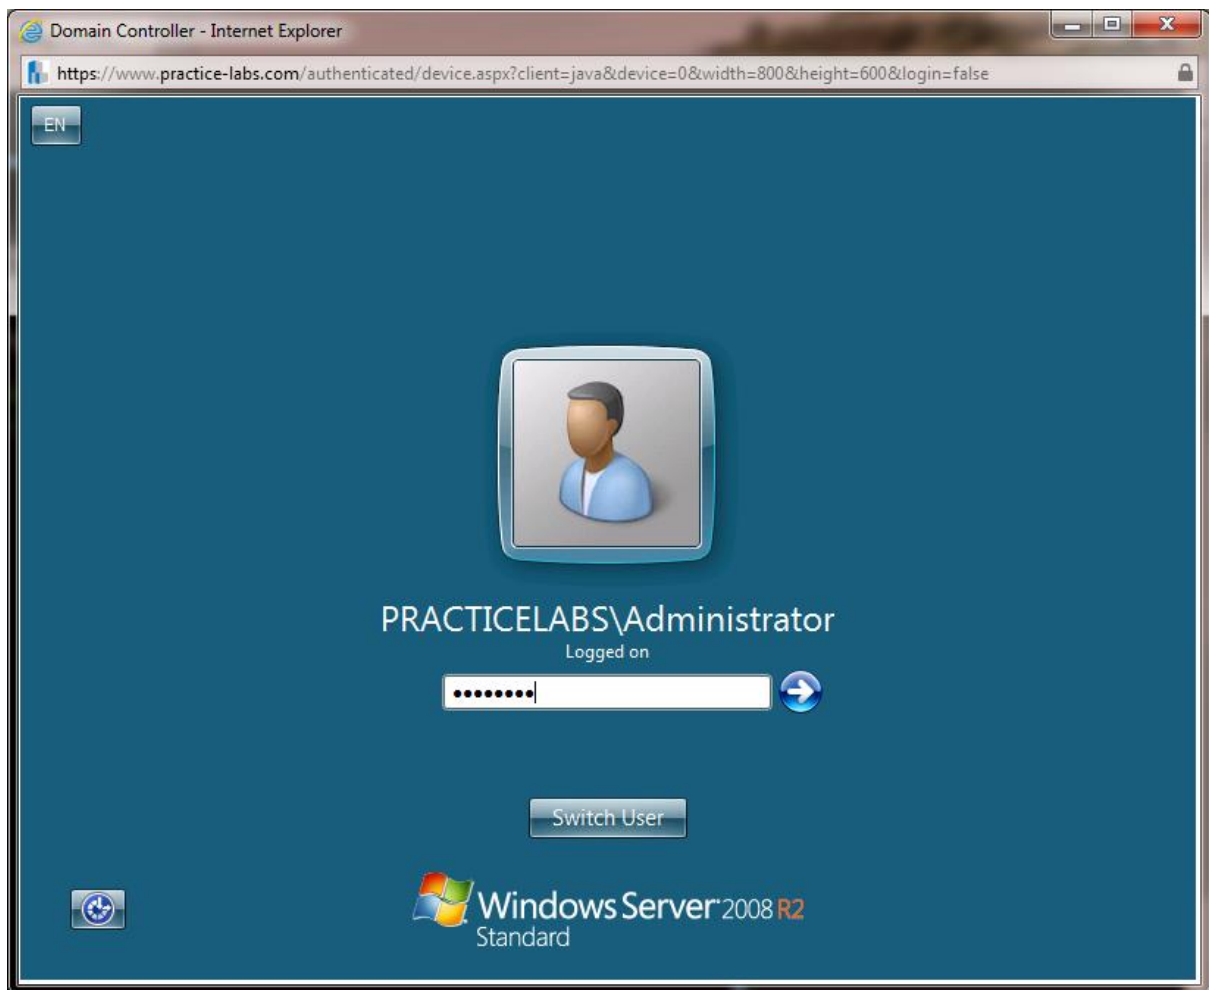 Domain Controller - Internet Explorer
https://www.practice-labs.com/authenticated/device.aspx?client=java&device=0&width=800&height=600&login=false
EN
PRACTICELABS\Administrator
Logged on
••••••••
Switch User
Windows Server 2008 R2
Standard